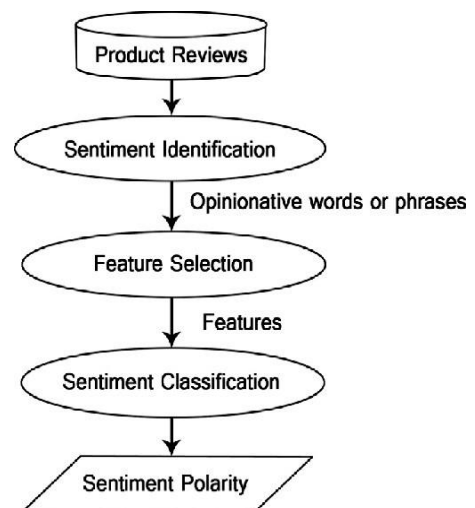 Product Reviews
Sentiment Identification
Opinionative words or phrases
Feature Selection
Features
Sentiment Classification
Sentiment Polarity